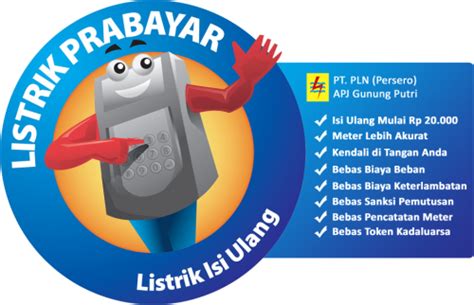 LISTRIK PRABAYAR
Listrik Isi Ulang
PT. PLN (Persero)
APJ Gunung Putri
Isi Ulang Mulai Rp 20.000
Meter Lebih Akurat
Kendali di Tangan Anda
Bebas Biaya Beban
Bebas Biaya Keterlambatan
Bebas Sanksi Pemutusan
Bebas Pencatatan Meter
Bebas Token Kadaluarsa